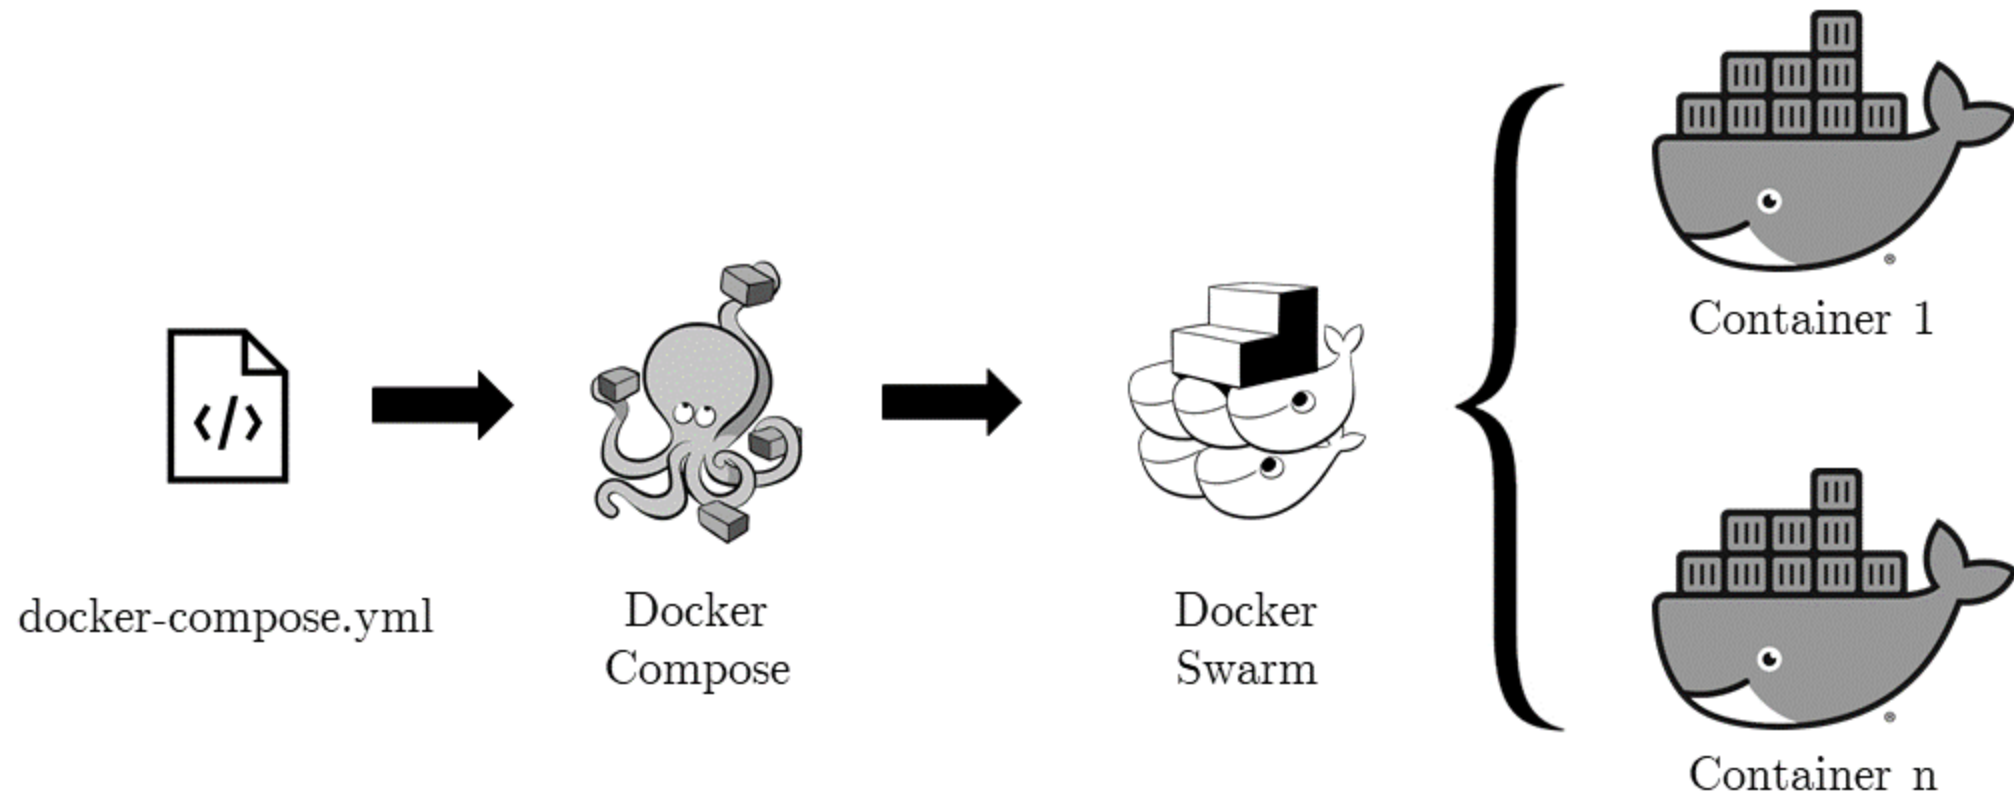 docker-compose.yml
Docker
Compose
Docker
Swarm
Container 1
Container n